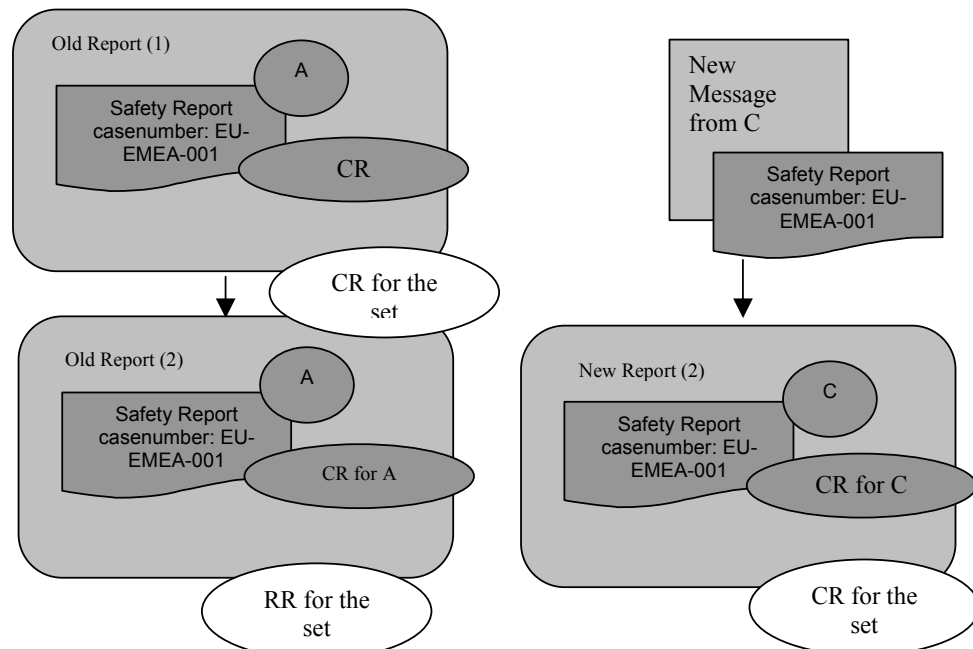 Old Report (1)
A
Safety Report
casenumber: EU-
EMEA-001
CR
CR for the
set
New
Message
from C
Safety Report
casenumber: EU-
EMEA-001
Old Report (2)
A
Safety Report
casenumber: EU-
EMEA-001
CR for A
RR for the
set
New Report (2)
C
Safety Report
casenumber: EU-
EMEA-001
CR for C
CR for the
set